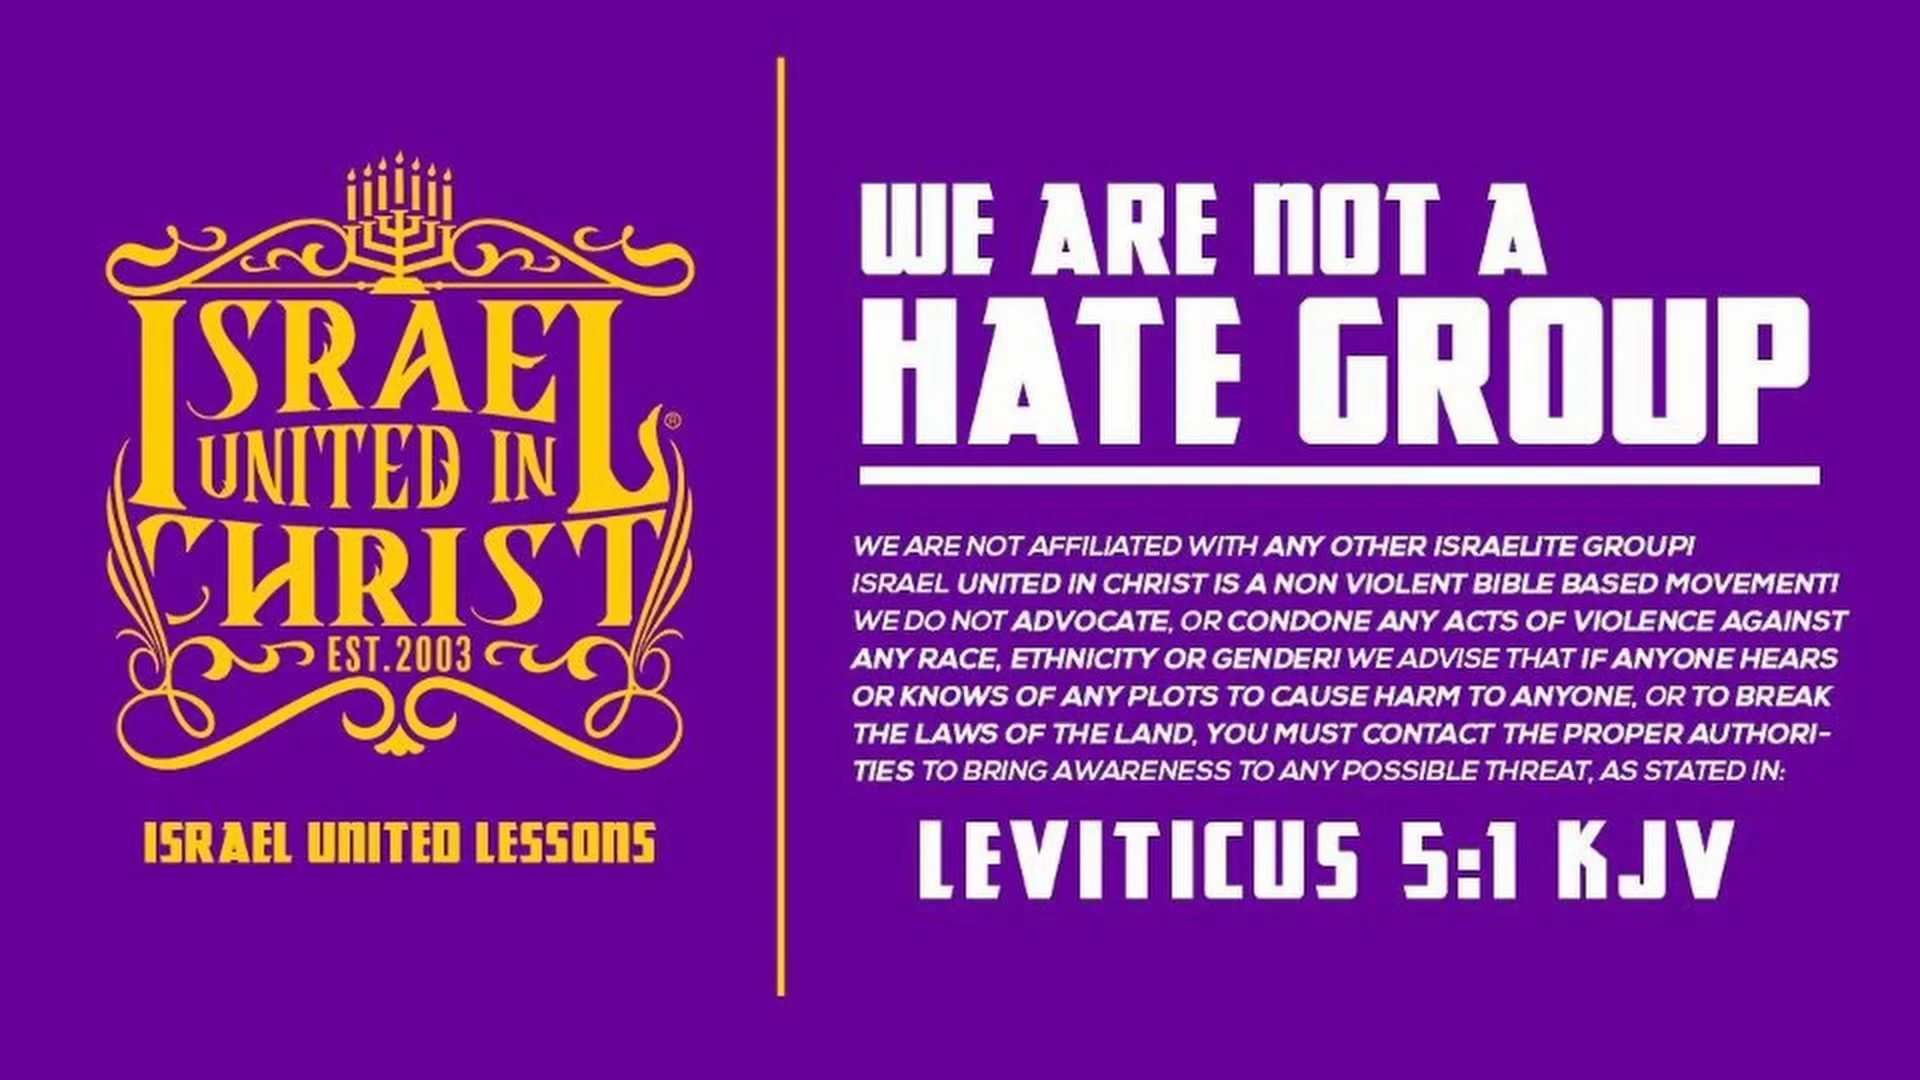 ISRAEL
UNITED IN
CHRIST
®
EST.2003
ISRAEL UNITED LESSONS
WE ARE NOT A
HATE GROUP
WE ARE NOT AFFILIATED WITH ANY OTHER ISRAELITE GROUP!
ISRAEL UNITED IN CHRIST IS A NON VIOLENT BIBLE BASED MOVEMENT!
WE DO NOT ADVOCATE, OR CONDONE ANY ACTS OF VIOLENCE AGAINST
ANY RACE, ETHNICITY OR GENDER! WE ADVISE THAT IF ANYONE HEARS
OR KNOWS OF ANY PLOTS TO CAUSE HARM TO ANYONE, OR TO BREAK
THE LAWS OF THE LAND, YOU MUST CONTACT THE PROPER AUTHORI-
TIES TO BRING AWARENESS TO ANY POSSIBLE THREAT, AS STATED IN:
LEVITICUS 5:1 KJV